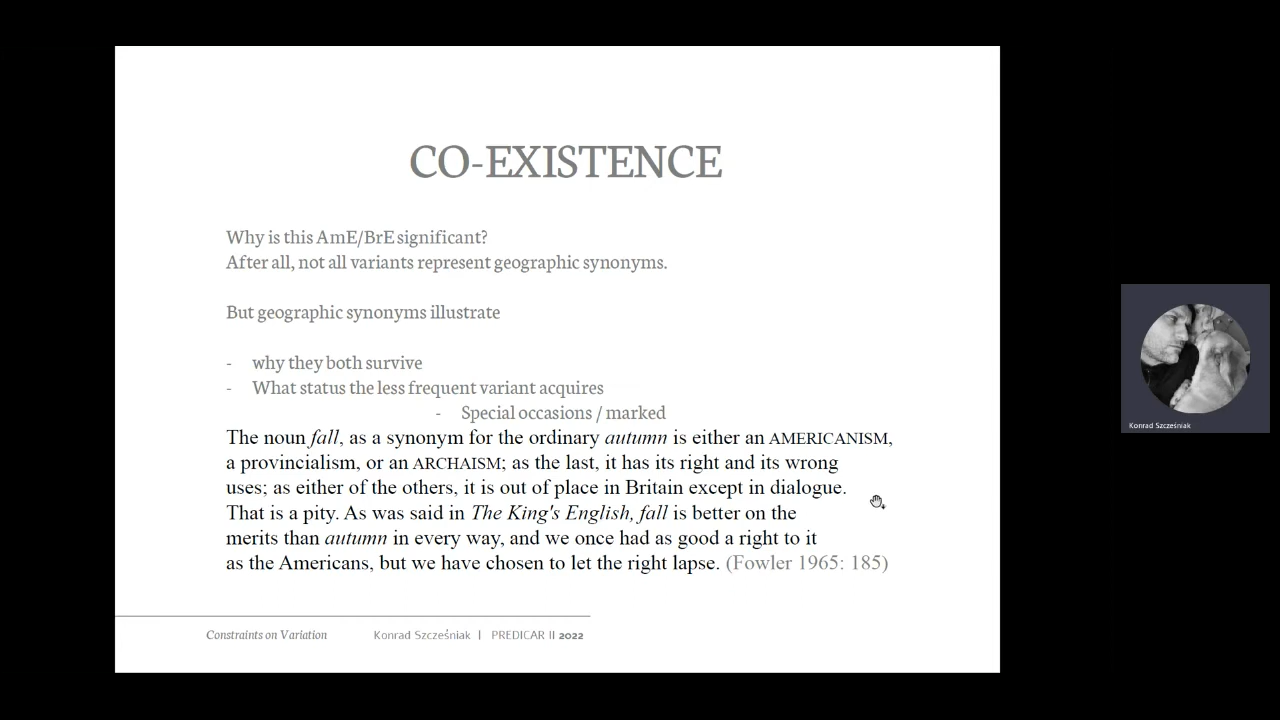 CO-EXISTENCE
Why is this AmE/BrE significant?
After all, not all variants represent geographic synonyms.
But geographic synonyms illustrate
- why they both survive
- What status the less frequent variant acquires
- Special occasions / marked
The noun fall, as a synonym for the ordinary autumn is either an AMERICANISM,
a provincialism, or an ARCHAISM; as the last, it has its right and its wrong
uses; as either of the others, it is out of place in Britain except in dialogue.
That is a pity. As was said in The King's English, fall is better on the
merits than autumn in every way, and we once had as good a right to it
as the Americans, but we have chosen to let the right lapse. (Fowler 1965: 185)
Constraints on Variation Konrad Szcześniak | PREDICAR II 2022
Konrad Szcześniak